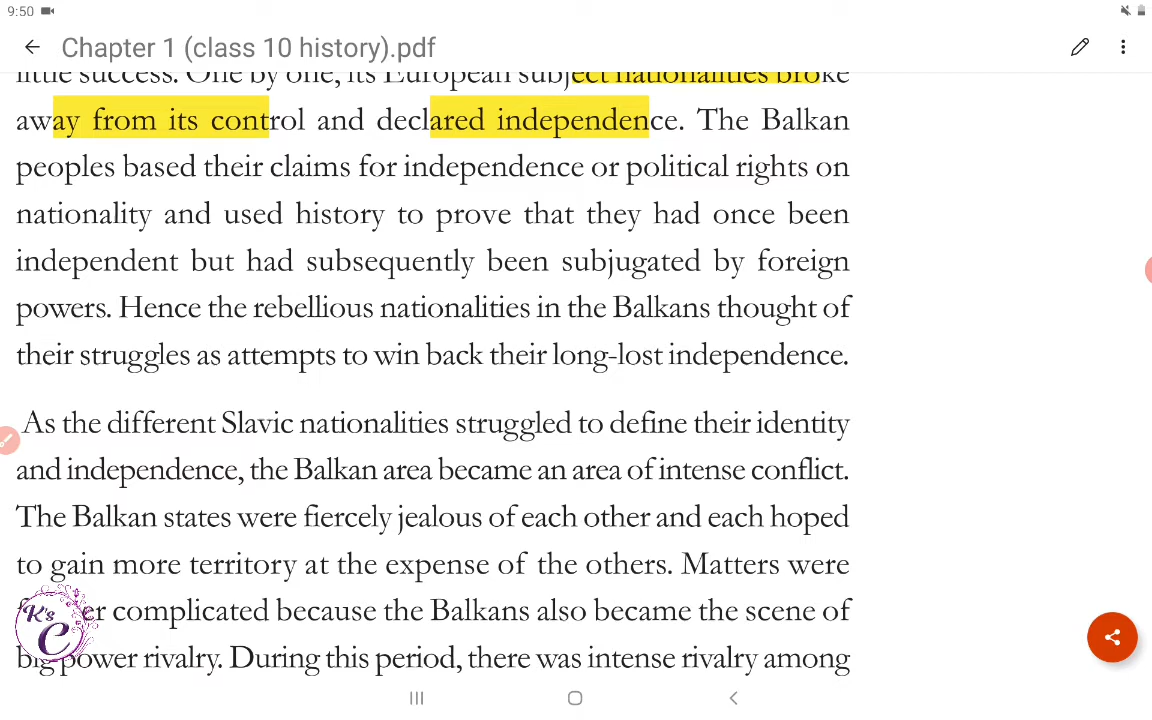 9:50
Chapter 1 (class 10 history).pdf
little success. One by one, its European subject nationalities broke
away from its control and declared independence. The Balkan
peoples based their claims for independence or political rights on
nationality and used history to prove that they had once been
independent but had subsequently been subjugated by foreign
powers. Hence the rebellious nationalities in the Balkans thought of
their struggles as attempts to win back their long-lost independence.
As the different Slavic nationalities struggled to define their identity
and independence, the Balkan area became an area of intense conflict.
The Balkan states were fiercely jealous of each other and each hoped
to gain more territory at the expense of the others. Matters were
er complicated because the Balkans also became the scene of
big power rivalry. During this period, there was intense rivalry among
K's C